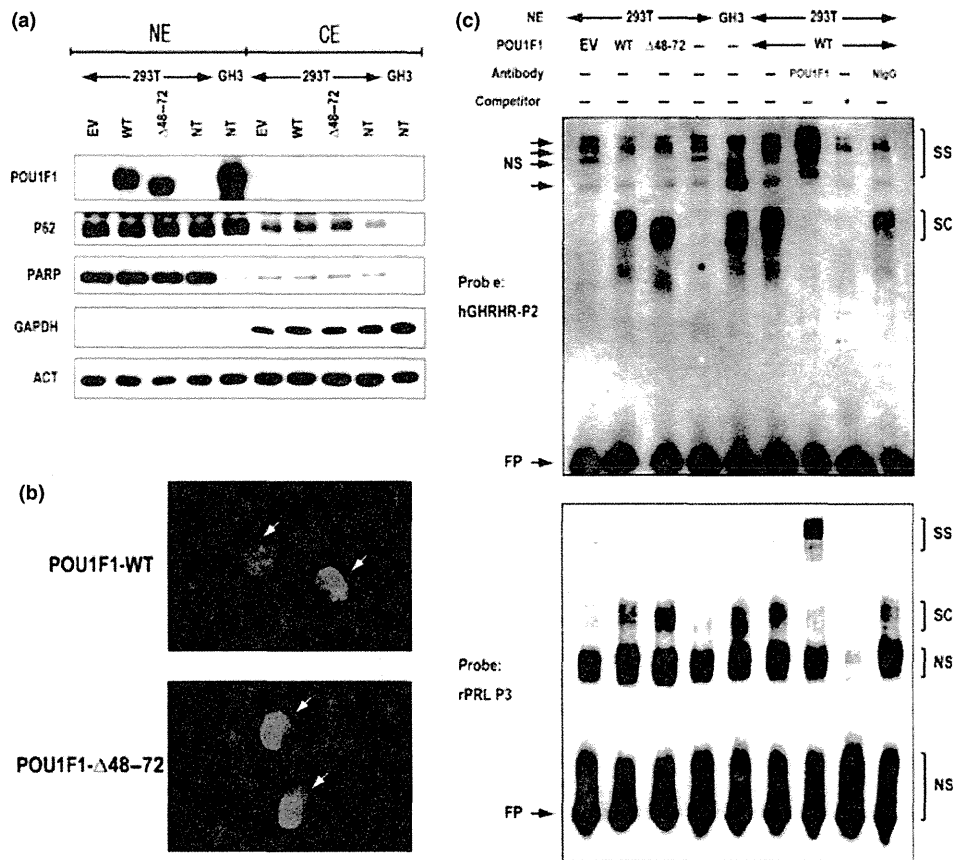 (a)
NE CE
293T GH3 293T GH3
EV WT Δ48–72 NT NT EV WT Δ48–72 NT NT
POU1F1
P62
PARP
GAPDH
ACT
(b)
POU1F1-WT
POU1F1-Δ48–72
(c)
NE 293T GH3 293T
POU1F1 EV WT Δ48-72 – – WT
Antibody – – – – – – POU1F1 – NIgG
Competitor – – – – – – – • –
NS
SS
SC
Probe:
hGHRHR-P2
FP
SS
SC
NS
Probe:
rPRL P3
NS
FP